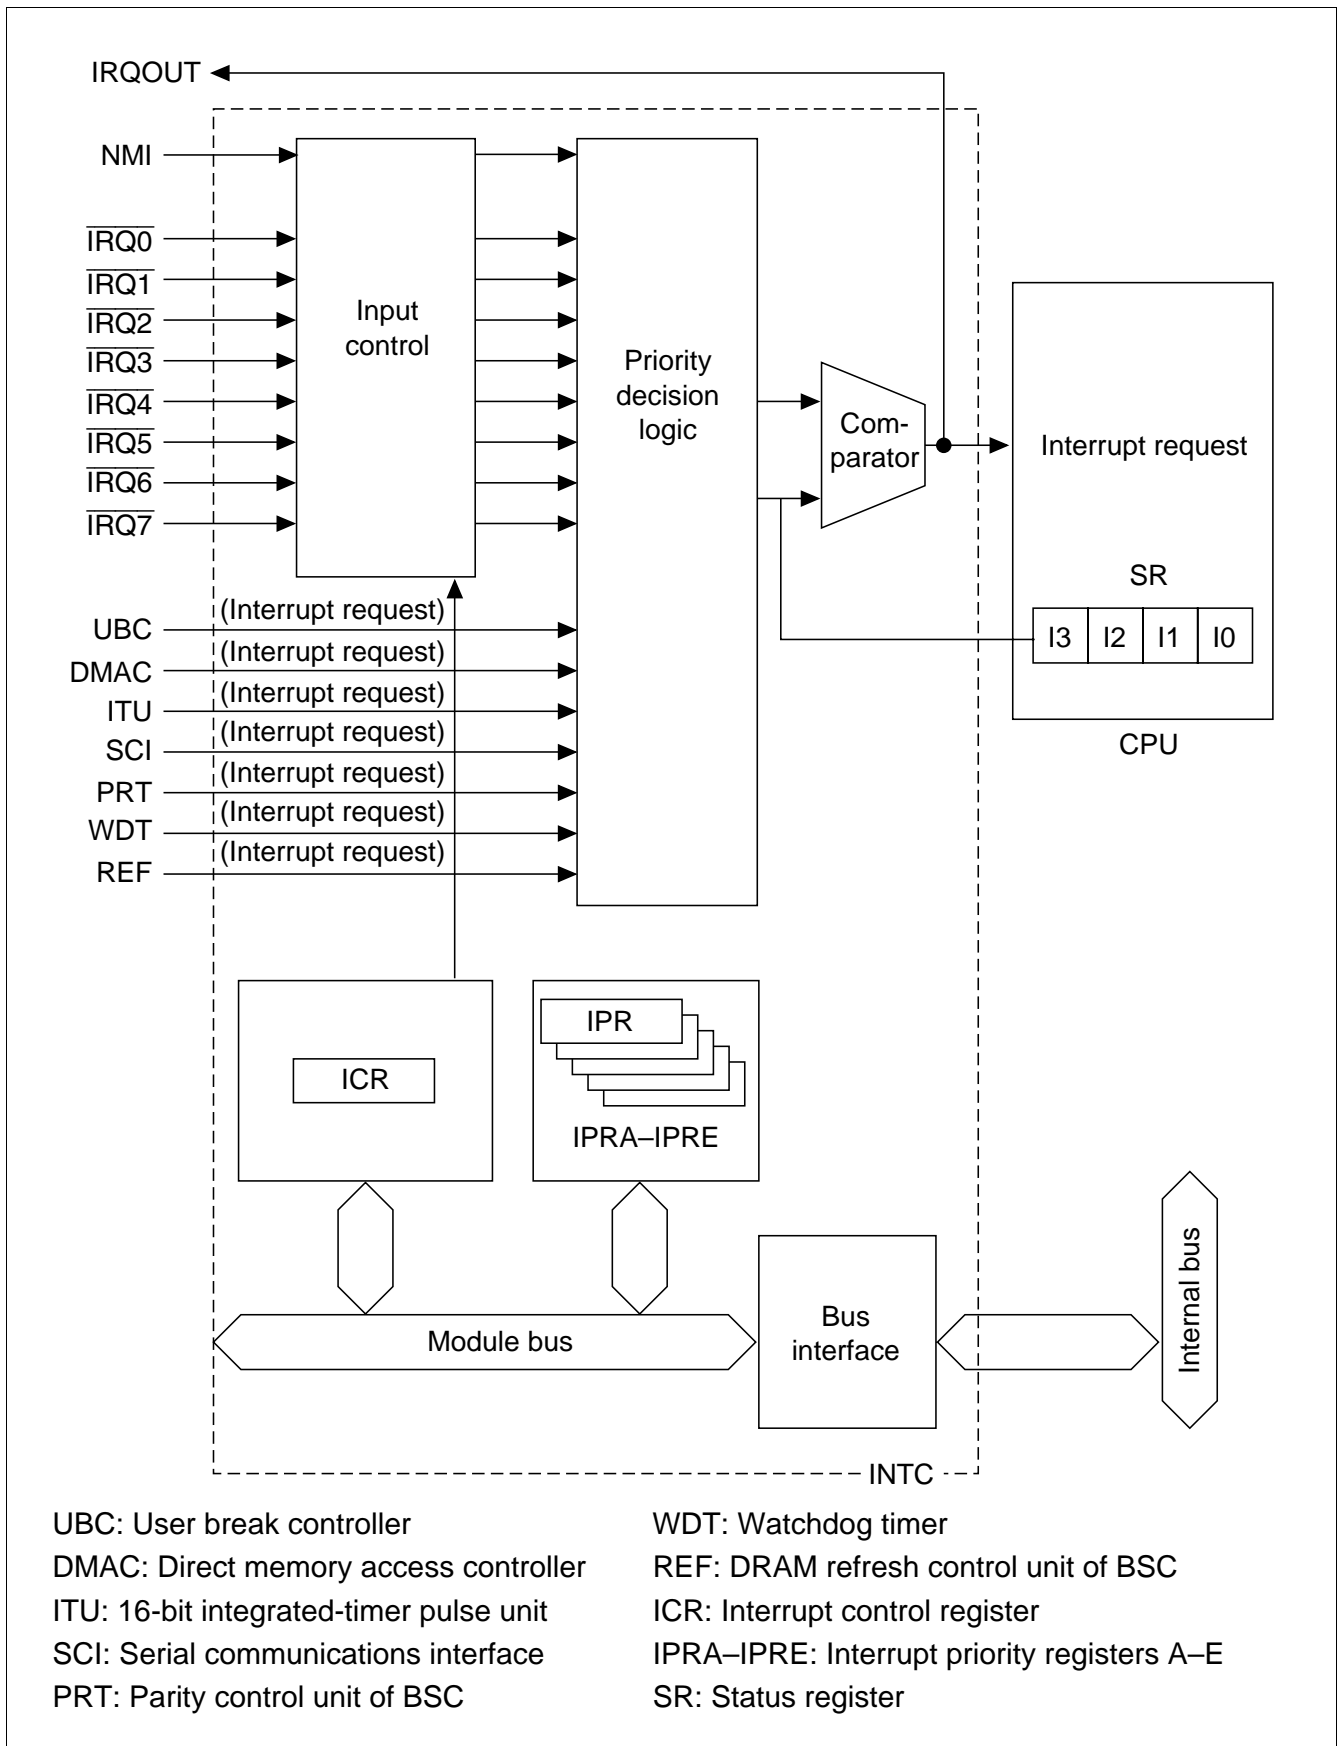 IRQOUT
NMI
IRQ0
IRQ1
IRQ2
IRQ3
IRQ4
IRQ5
IRQ6
IRQ7
Input
control
Priority
decision
logic
Com-
parator
Interrupt request
SR
I3 I2 I1 I0
CPU
UBC (Interrupt request)
DMAC (Interrupt request)
ITU (Interrupt request)
SCI (Interrupt request)
PRT (Interrupt request)
WDT (Interrupt request)
REF (Interrupt request)
ICR
IPR
IPRA–IPRE
Module bus
Bus
interface
Internal bus
INTC
UBC: User break controller
DMAC: Direct memory access controller
ITU: 16-bit integrated-timer pulse unit
SCI: Serial communications interface
PRT: Parity control unit of BSC
WDT: Watchdog timer
REF: DRAM refresh control unit of BSC
ICR: Interrupt control register
IPRA–IPRE: Interrupt priority registers A–E
SR: Status register